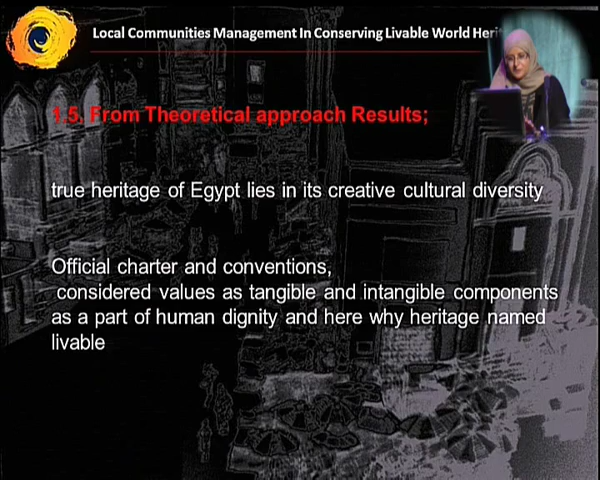 Local Communities Management In Conserving Livable World
1.5. From Theoretical approach Results;
true heritage of Egypt lies in its creative cultural diversity
Official charter and conventions,
considered values as tangible and intangible components
as a part of human dignity and here why heritage named
livable